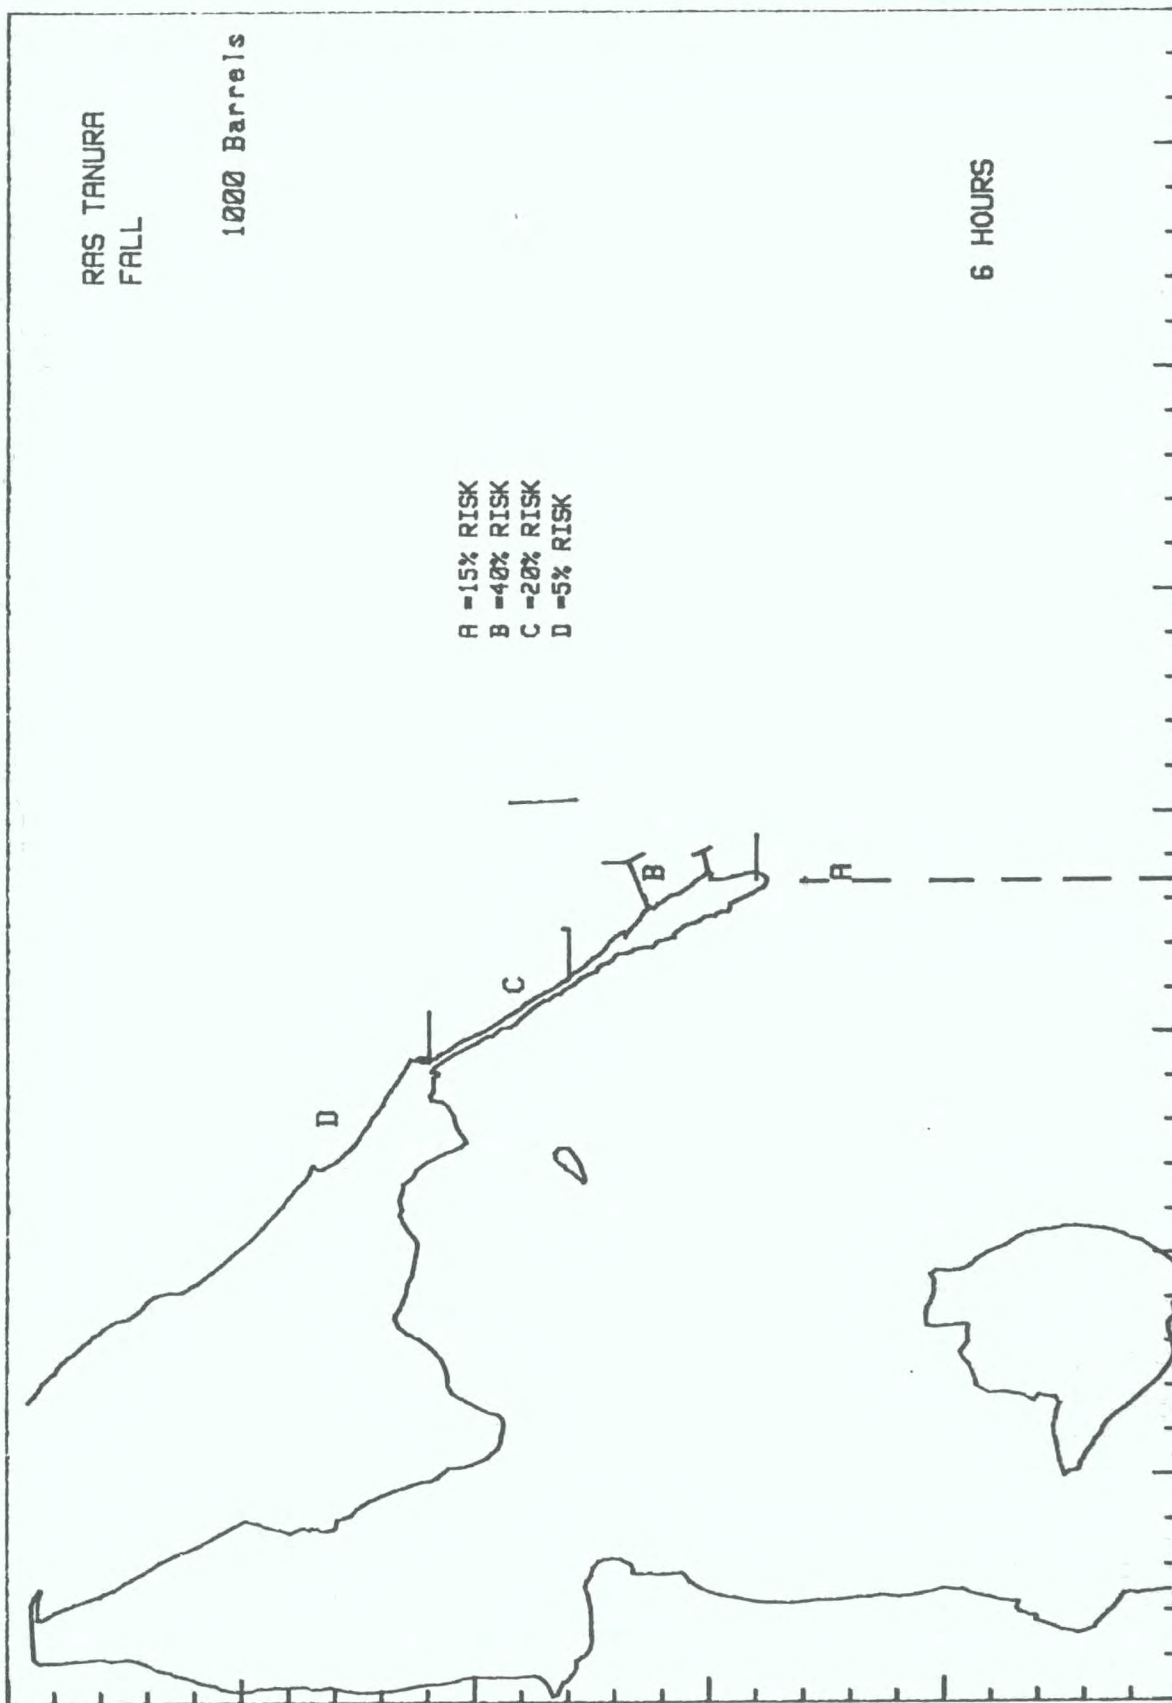 RAS TANURA
FALL
1000 Barrels
A =15% RISK
B =40% RISK
C =20% RISK
D =5% RISK
D
C
B
A
6 HOURS